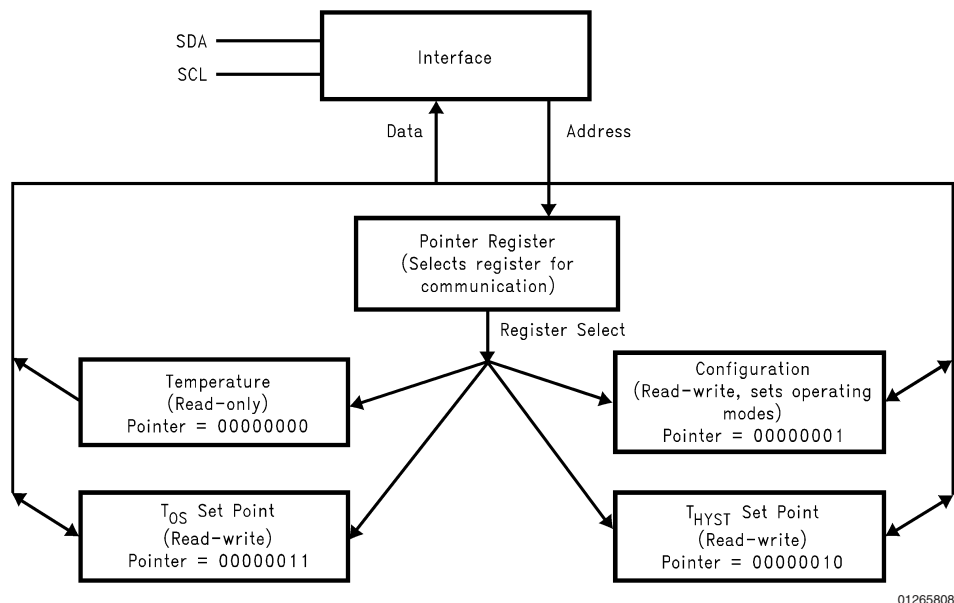 SDA
SCL
Interface
Data
Address
Pointer Register
(Selects register for
communication)
Register Select
Temperature
(Read-only)
Pointer = 00000000
Configuration
(Read-write, sets operating
modes)
Pointer = 00000001
TOS Set Point
(Read-write)
Pointer = 00000011
THYST Set Point
(Read-write)
Pointer = 00000010
01265808